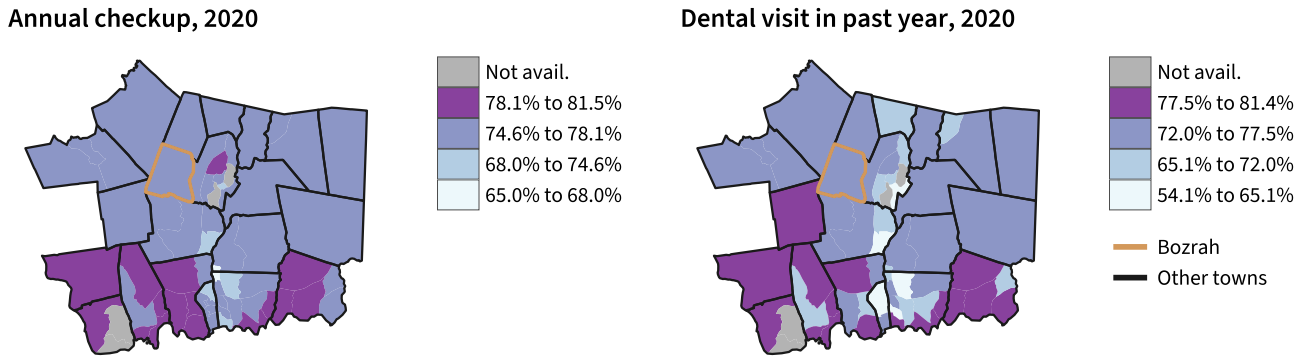 Annual checkup, 2020
Not avail.
78.1% to 81.5%
74.6% to 78.1%
68.0% to 74.6%
65.0% to 68.0%
Dental visit in past year, 2020
Not avail.
77.5% to 81.4%
72.0% to 77.5%
65.1% to 72.0%
54.1% to 65.1%
Bozrah
Other towns